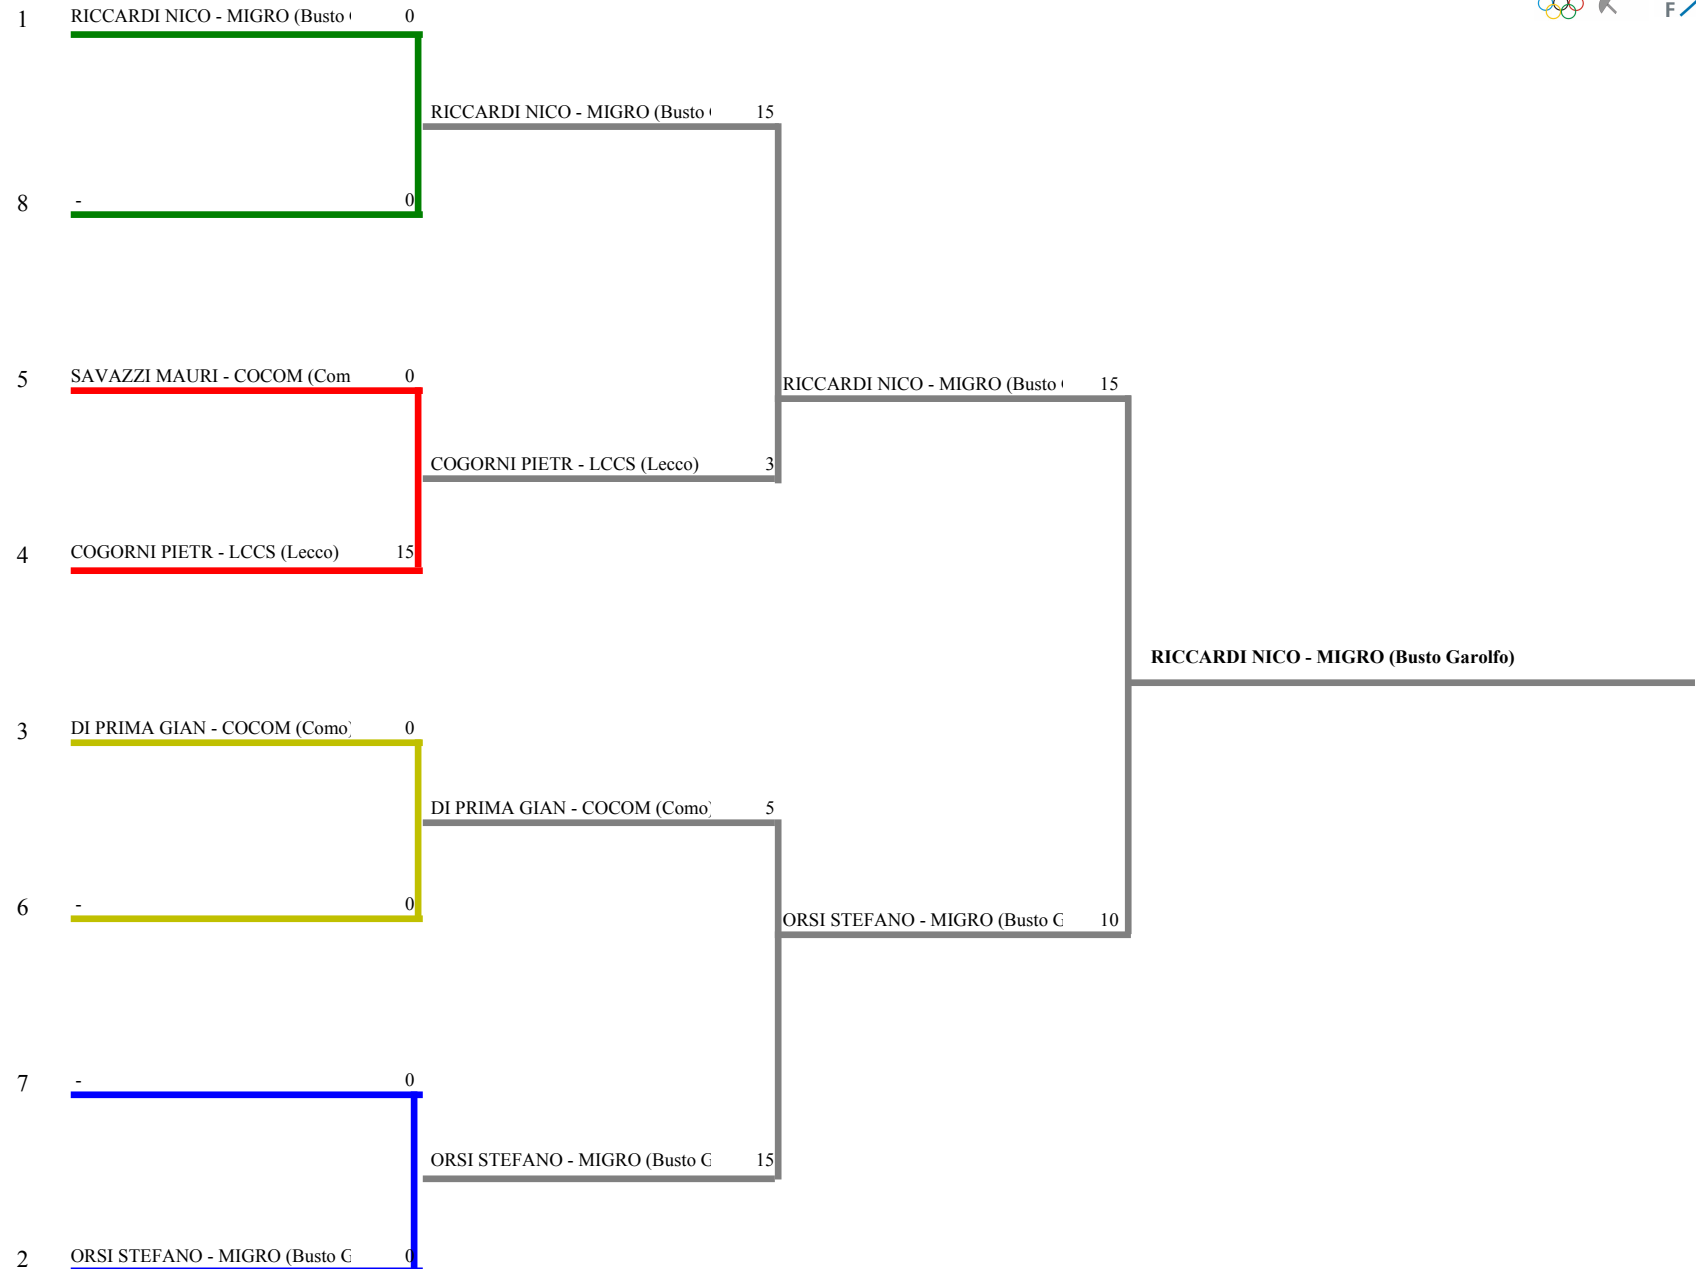 1 RICCARDI NICO - MIGRO (Busto 0
RICCARDI NICO - MIGRO (Busto 15
8 - 0
5 SAVAZZI MAURI - COCOM (Com 0
RICCARDI NICO - MIGRO (Busto 15
COGORNI PIETR - LCCS (Lecco) 3
4 COGORNI PIETR - LCCS (Lecco) 15
RICCARDI NICO - MIGRO (Busto Garolfo)
3 DI PRIMA GIAN - COCOM (Como) 0
DI PRIMA GIAN - COCOM (Como) 5
6 - 0
ORSI STEFANO - MIGRO (Busto G 10
7 - 0
ORSI STEFANO - MIGRO (Busto G 15
2 ORSI STEFANO - MIGRO (Busto G 0
F